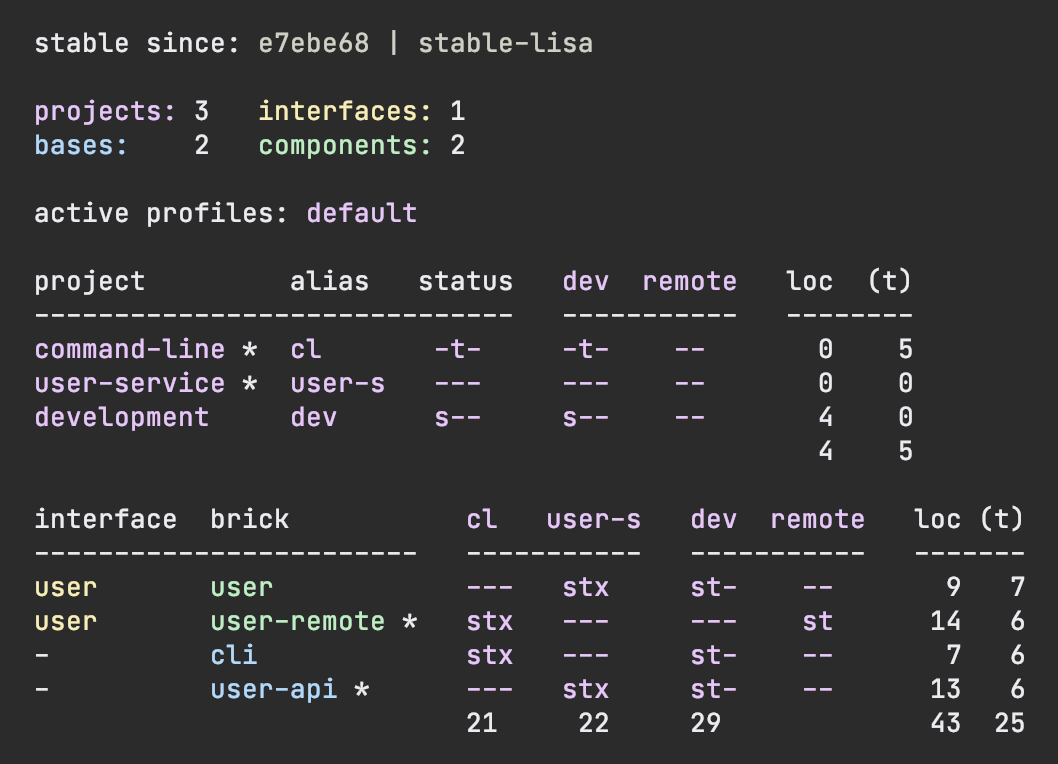 stable since: e7ebe68 | stable-lisa

projects: 3   interfaces: 1
bases:    2   components: 2

active profiles: default

project         alias   status   dev  remote   loc  (t)
------------------------------   -----------   --------
command-line *  cl       -t-     -t-    --       0    5
user-service *  user-s   ---     ---    --       0    0
development     dev      s--     s--    --       4    0
                                                 4    5

interface  brick           cl   user-s   dev  remote   loc (t)
------------------------   -----------   -----------   -------
user       user            ---   stx     st-    --       9   7
user       user-remote *   stx   ---     ---    st      14   6
-          cli             stx   ---     st-    --       7   6
-          user-api *      ---   stx     st-    --      13   6
                           21     22     29             43  25